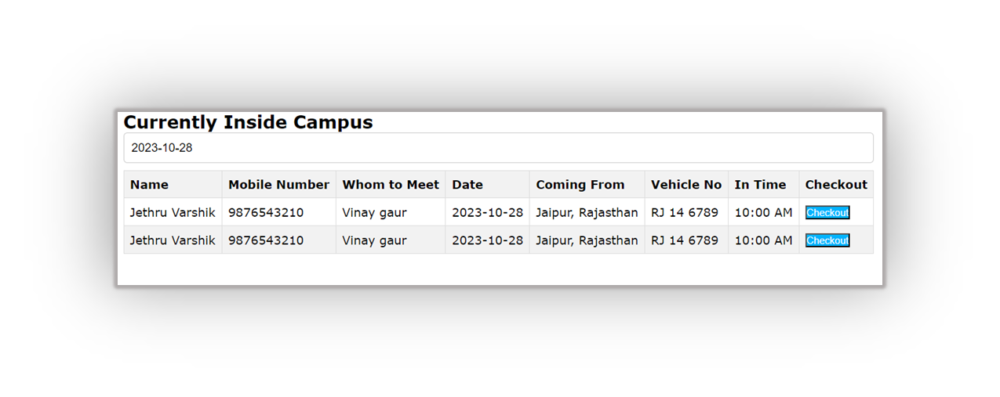 Currently Inside Campus
2023-10-28
Name Mobile Number Whom to Meet Date Coming From Vehicle No In Time Checkout
Jethru Varshik 9876543210 Vinay gaur 2023-10-28 Jaipur, Rajasthan RJ 14 6789 10:00 AM Checkout
Jethru Varshik 9876543210 Vinay gaur 2023-10-28 Jaipur, Rajasthan RJ 14 6789 10:00 AM Checkout